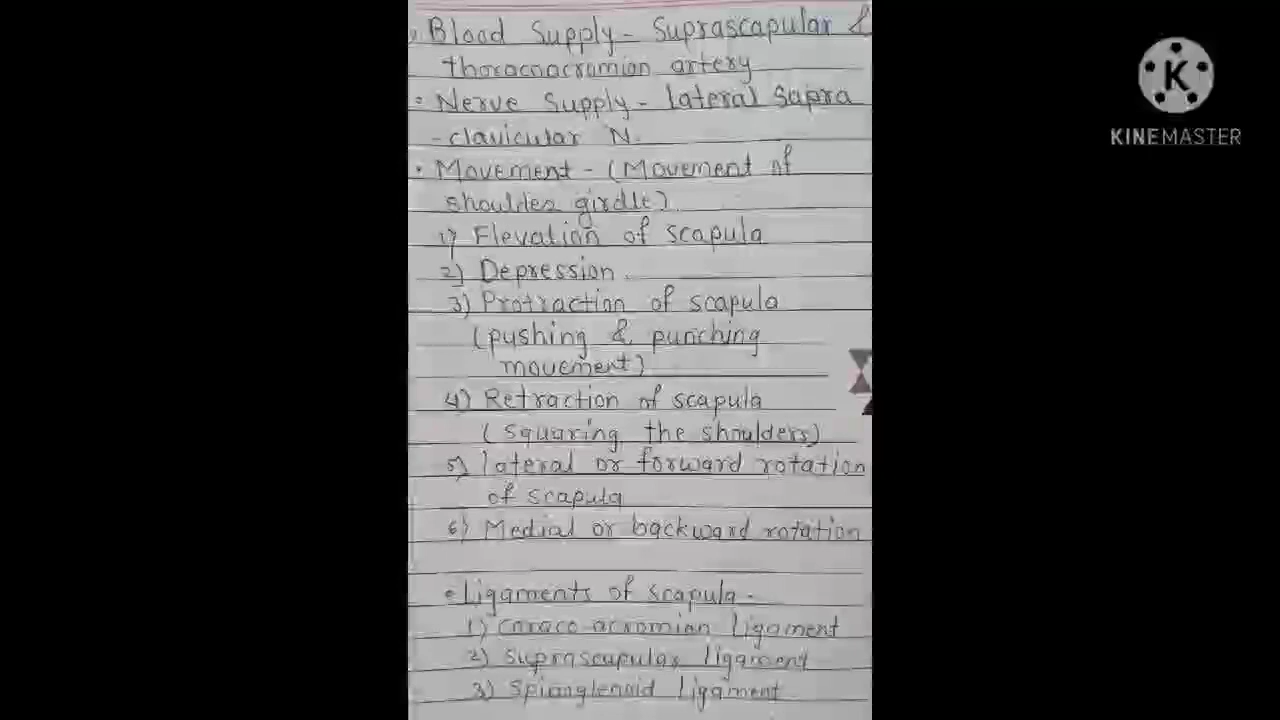 • Blood Supply - Suprascapular &
thoracoacromian artery
• Nerve Supply - lateral Supra
- clavicular N.
• Movement - (Movement of
shoulder girdle)
1) Elevation of scapula
2) Depression.
3) Protraction of scapula
(pushing & punching
movement)
4) Retraction of scapula
(squaring the shoulders)
5) lateral or forward rotation
of scapula
6) Medial or backward rotation
• Ligaments of scapula -
1) Coraco acromian ligament
2) Suprascapular ligament
3) Spianglenoid ligament
K
KINEMASTER